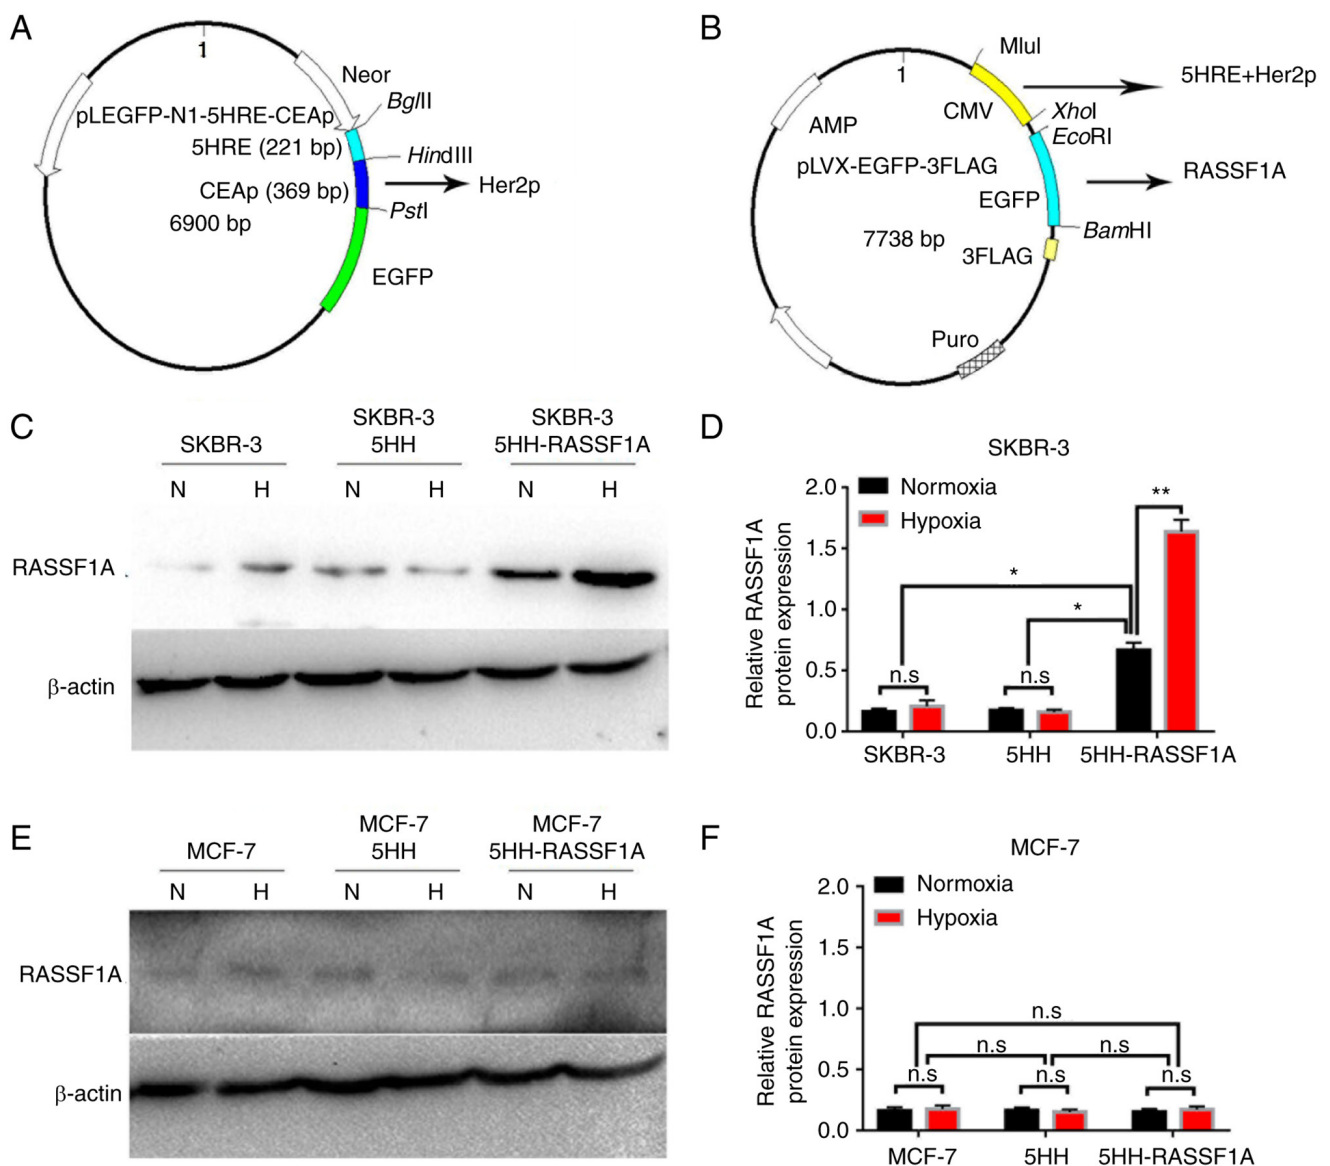 A
1
Neor
BglII
pLEGFP-N1-5HRE-CEAp
5HRE (221 bp)
HindIII
CEAp (369 bp)
Her2p
PstI
6900 bp
EGFP
B
1
MluI
5HRE+Her2p
CMV
XhoI
AMP
EcoRI
pLVX-EGFP-3FLAG
RASSF1A
EGFP
BamHI
7738 bp
3FLAG
Puro
C
SKBR-3
SKBR-3
5HH
SKBR-3
5HH-RASSF1A
N H N H N H
RASSF1A
β-actin
D
SKBR-3
Normoxia
Hypoxia
Relative RASSF1A
protein expression
2.0
1.5
1.0
0.5
0.0
**
*
*
n.s
n.s
SKBR-3 5HH 5HH-RASSF1A
E
MCF-7
MCF-7
5HH
MCF-7
5HH-RASSF1A
N H N H N H
RASSF1A
β-actin
F
MCF-7
Normoxia
Hypoxia
Relative RASSF1A
protein expression
2.0
1.5
1.0
0.5
0.0
n.s
n.s n.s
n.s n.s n.s
MCF-7 5HH 5HH-RASSF1A